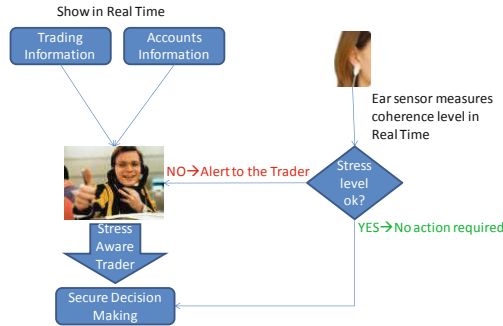 Show in Real Time
Trading
Information
Accounts
Information
Ear sensor measures
coherence level in
Real Time
NO→Alert to the Trader
Stress
level
ok?
YES→No action required
Stress
Aware
Trader
Secure Decision
Making